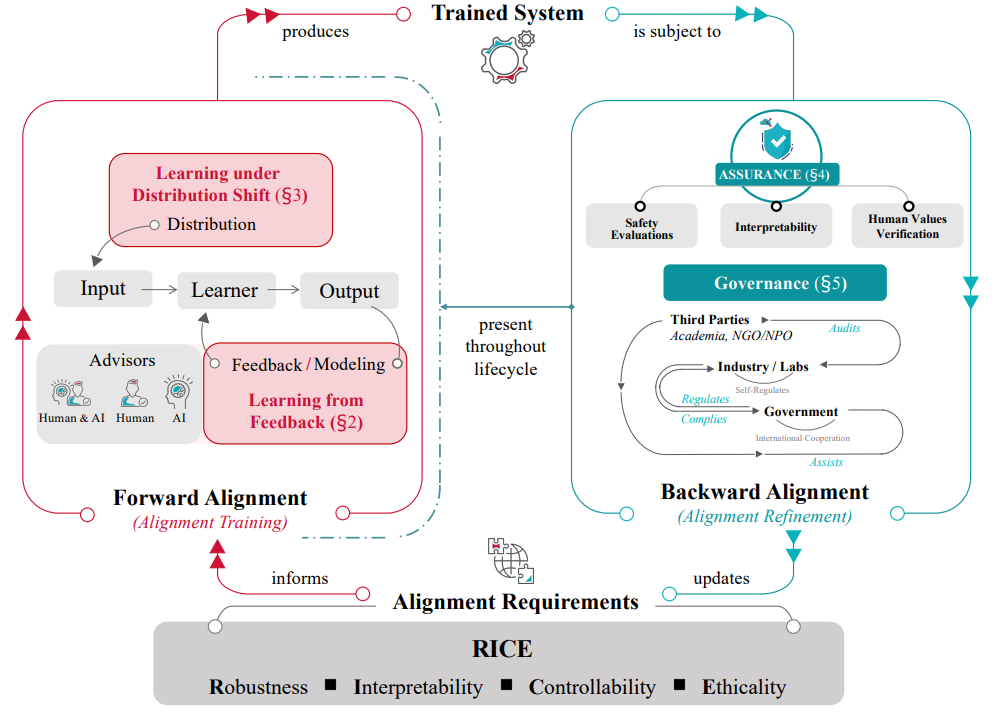 Trained System
produces
is subject to
Learning under
Distribution Shift (§3)
Distribution
Input
Learner
Output
Advisors
Human & AI
Human
AI
Feedback / Modeling
Learning from
Feedback (§2)
Forward Alignment
(Alignment Training)
present
throughout
lifecycle
ASSURANCE (§4)
Safety
Evaluations
Interpretability
Human Values
Verification
Governance (§5)
Third Parties
Academia, NGO/NPO
Audits
Industry / Labs
Self-Regulates
Regulates
Complies
Government
International Cooperation
Assists
Backward Alignment
(Alignment Refinement)
informs
updates
Alignment Requirements
RICE
Robustness ■ Interpretability ■ Controllability ■ Ethicality